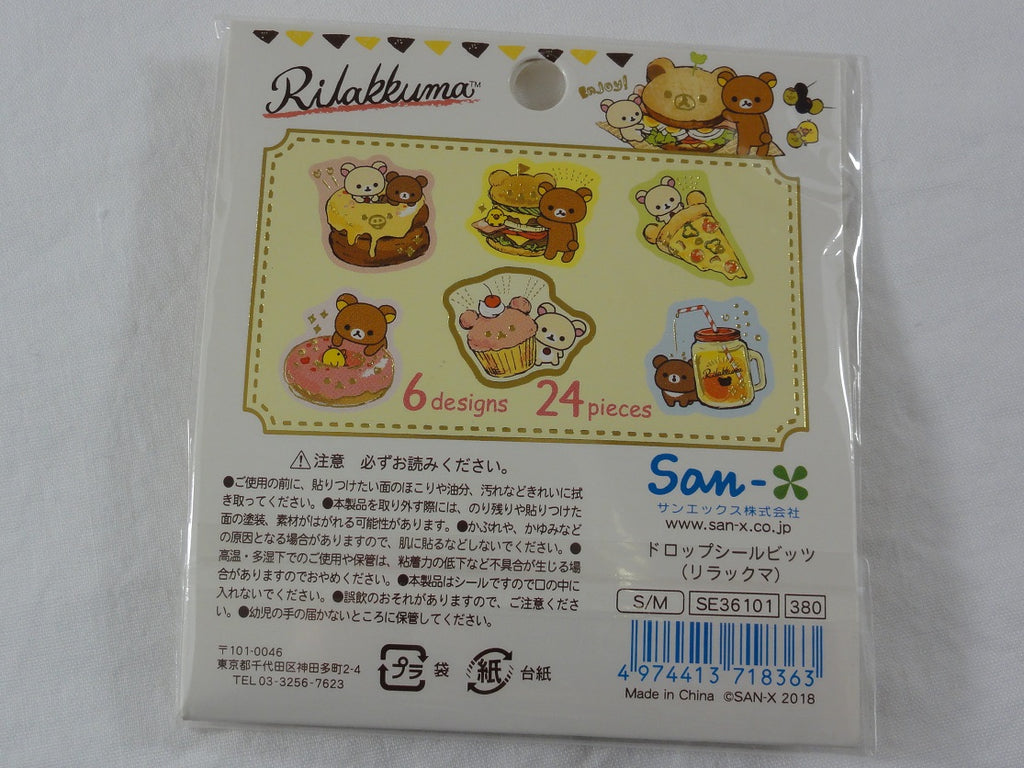 Rilakkuma™
Enjoy!
Rilakkuma
6 designs 24 pieces
⚠注意 必ずお読みください。
●ご使用の前に、貼りつけたい面のほこりや油分、汚れなどきれいに拭
き取ってください。●本製品を取り外す際には、のり残りや貼りつけた
面の塗装、素材がはがれる可能性があります。●かぶれや、かゆみなど
の原因となる場合がありますので、肌に貼るなどしないでください。●
高温・多湿下でのご使用や保管は、粘着力の低下など不具合が生じる場
合がありますのでおやめください。●本製品はシールですので口の中に
入れないでください。●誤飲のおそれがありますので、ご注意くださ
い。●幼児の手の届かないところに保管してください。
〒101-0046
東京都千代田区神田多町2-4
TEL 03-3256-7623
プラ 袋 紙 台紙
San-X
サンエックス株式会社
www.san-x.co.jp
ドロップシールビッツ
(リラックマ)
S/M SE36101 380
4 974413 718363
Made in China ©SAN-X 2018